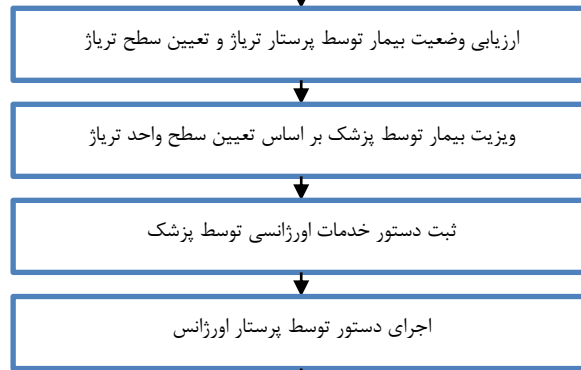 ارزیابی وضعیت بیمار توسط پرستار تریاژ و تعیین سطح تریاژ
ویزیت بیمار توسط پزشک بر اساس تعیین سطح واحد تریاژ
ثبت دستور خدمات اورژانسی توسط پزشک
اجرای دستور توسط پرستار اورژانس